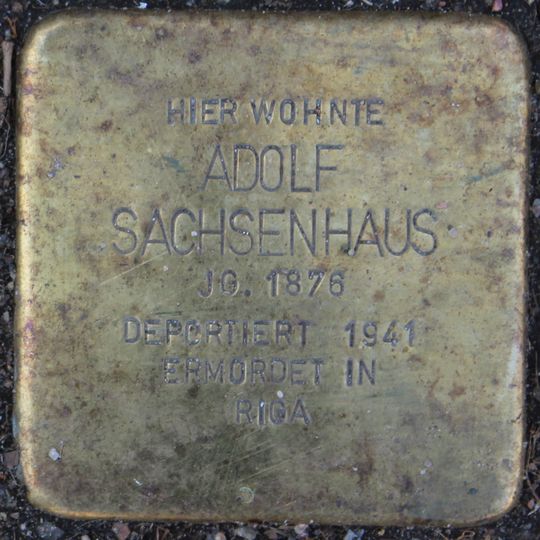 HIER WOHNTE
ADOLF
SACHSENHAUS
JG. 1876
DEPORTIERT 1941
ERMORDET IN
RIGA